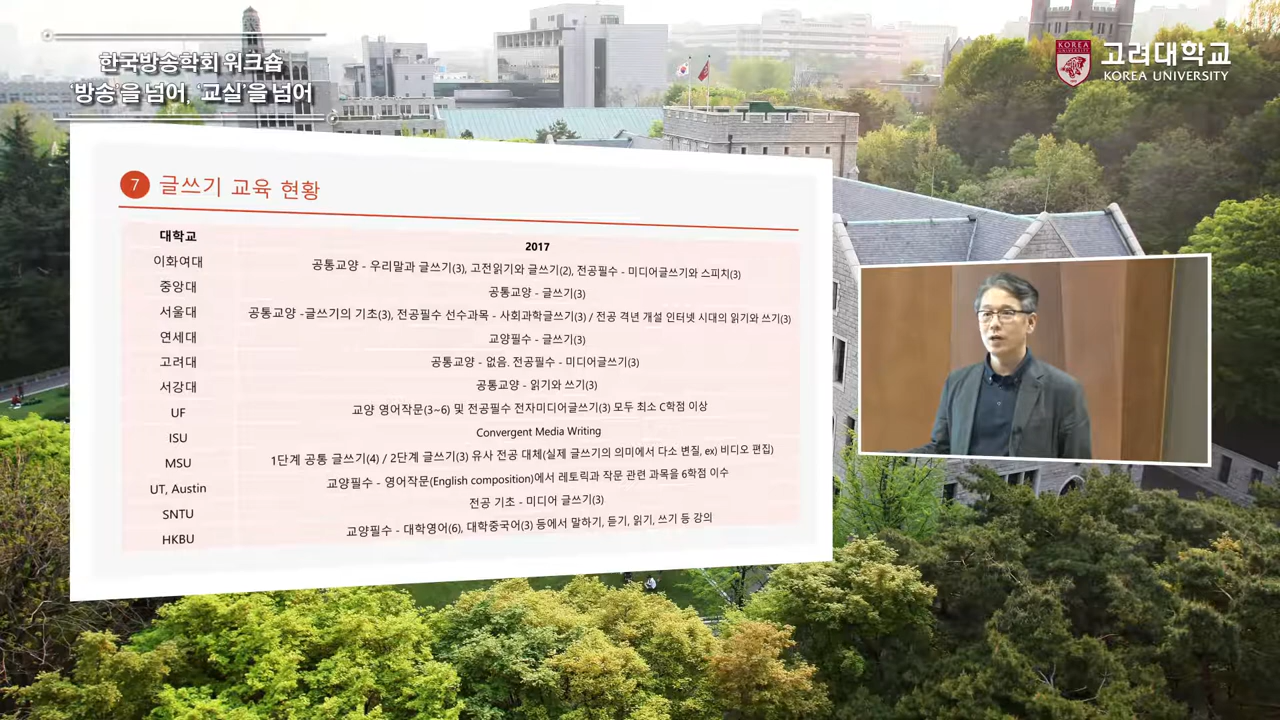 한국방송학회 워크숍
'방송'을 넘어, '교실'을 넘어
KOREA
UNIVERSITY
고려대학교
KOREA UNIVERSITY
7 글쓰기 교육 현황
대학교 2017
이화여대 공통교양 - 우리말과 글쓰기(3), 고전읽기와 글쓰기(2), 전공필수 - 미디어글쓰기와 스피치(3)
중앙대 공통교양 - 글쓰기(3)
서울대 공통교양 -글쓰기의 기초(3), 전공필수 선수과목 - 사회과학글쓰기(3) / 전공 격년 개설 인터넷 시대의 읽기와 쓰기(3)
연세대 교양필수 - 글쓰기(3)
고려대 공통교양 - 없음. 전공필수 - 미디어글쓰기(3)
서강대 공통교양 - 읽기와 쓰기(3)
UF 교양 영어작문(3~6) 및 전공필수 전자미디어글쓰기(3) 모두 최소 C학점 이상
ISU Convergent Media Writing
MSU 1단계 공통 글쓰기(4) / 2단계 글쓰기(3) 유사 전공 대체(실제 글쓰기의 의미에서 다소 변질, ex) 비디오 편집)
UT, Austin 교양필수 - 영어작문(English composition)에서 레토릭과 작문 관련 과목을 6학점 이수
SNTU 전공 기초 - 미디어 글쓰기(3)
HKBU 교양필수 - 대학영어(6), 대학중국어(3) 등에서 말하기, 듣기, 읽기, 쓰기 등 강의